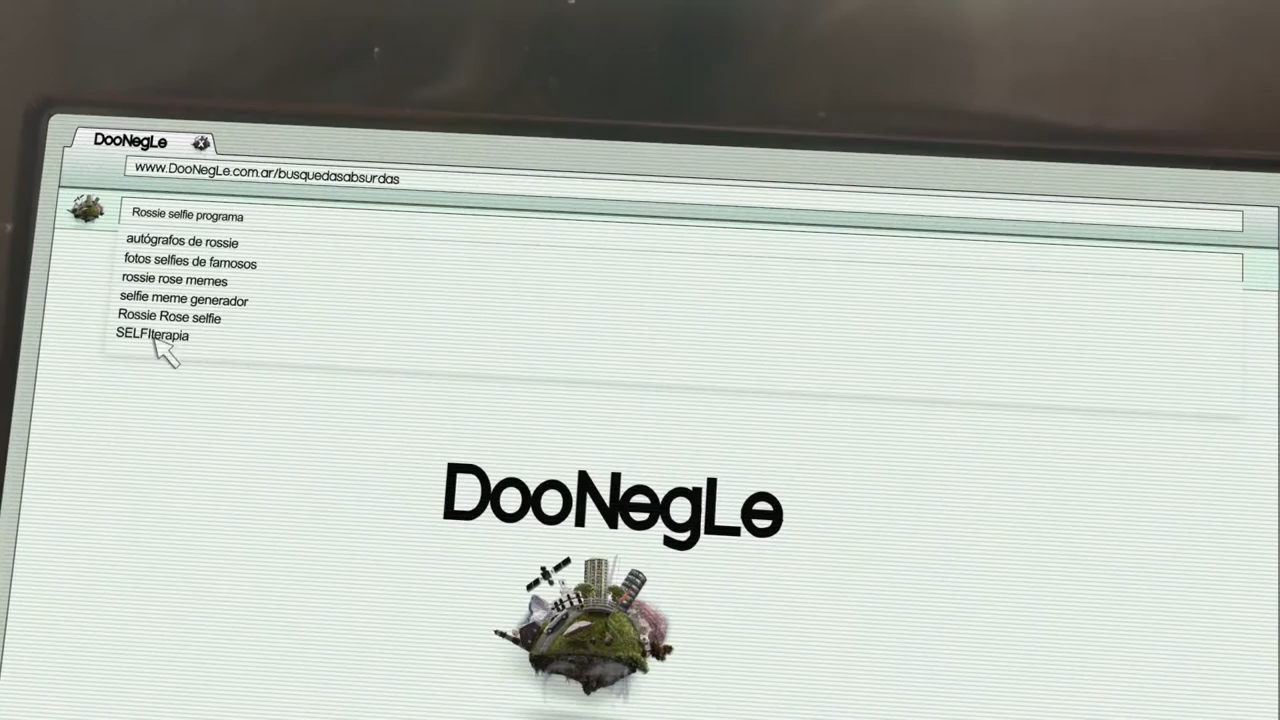 DooNegLe
www.DooNegLe.com.ar/busquedasabsurdas
Rossie selfie programa
autógrafos de rossie
fotos selfies de famosos
rossie rose memes
selfie meme generador
Rossie Rose selfie
SELFIterapia
DooNegLe